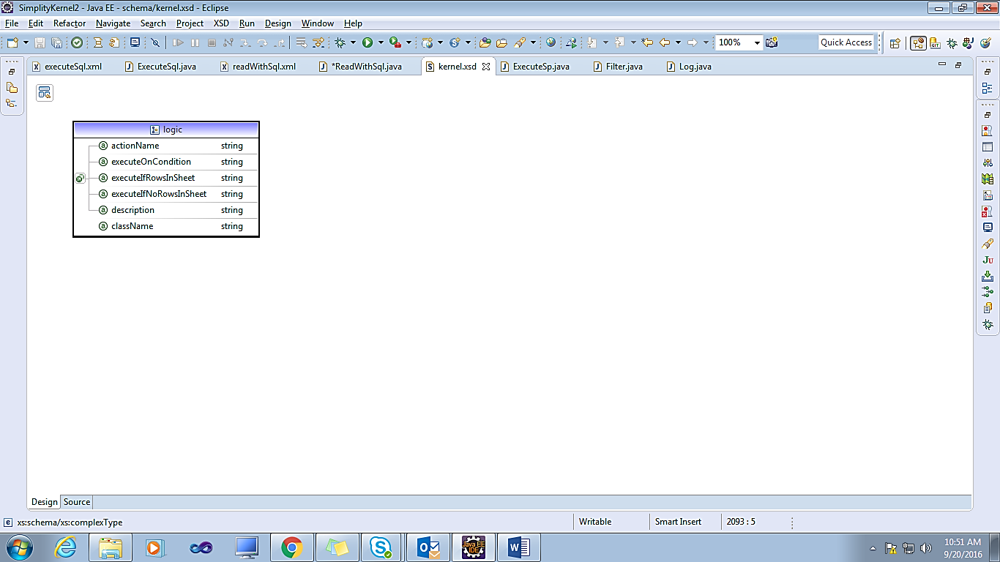 SimplityKernel2 - Java EE - schema/kernel.xsd - Eclipse
File Edit Refactor Navigate Search Project XSD Run Design Window Help
100% Quick Access
executeSql.xml ExecuteSql.java readWithSql.xml *ReadWithSql.java kernel.xsd ExecuteSp.java Filter.java Log.java
logic
actionName string
executeOnCondition string
executeIfRowsInSheet string
executeIfNoRowsInSheet string
description string
className string
Design Source
xs:schema/xs:complexType Writable Smart Insert 2093 : 5
10:51 AM
9/20/2016